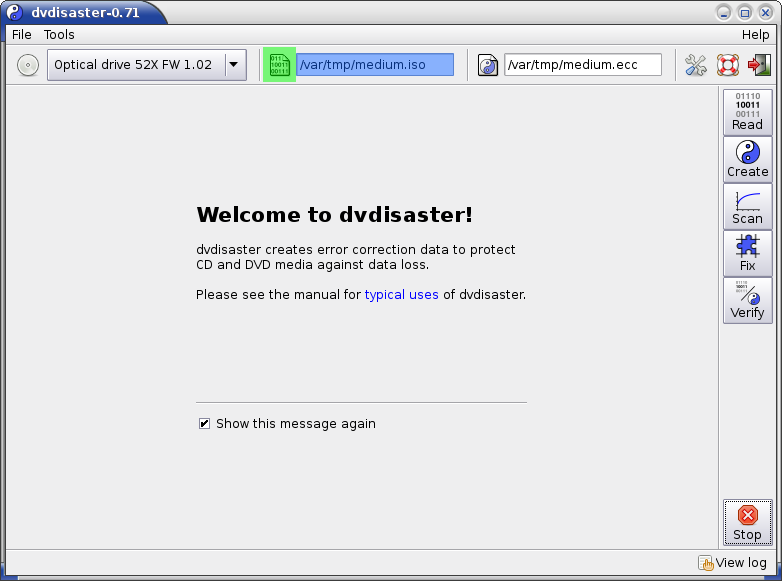 dvdisaster-0.71
File Tools Help
Optical drive 52X FW 1.02 /var/tmp/medium.iso /var/tmp/medium.ecc
01110
10011
00111
Read
Create
Scan
Fix
Verify
Welcome to dvdisaster!
dvdisaster creates error correction data to protect
CD and DVD media against data loss.
Please see the manual for typical uses of dvdisaster.
Show this message again
Stop
View log